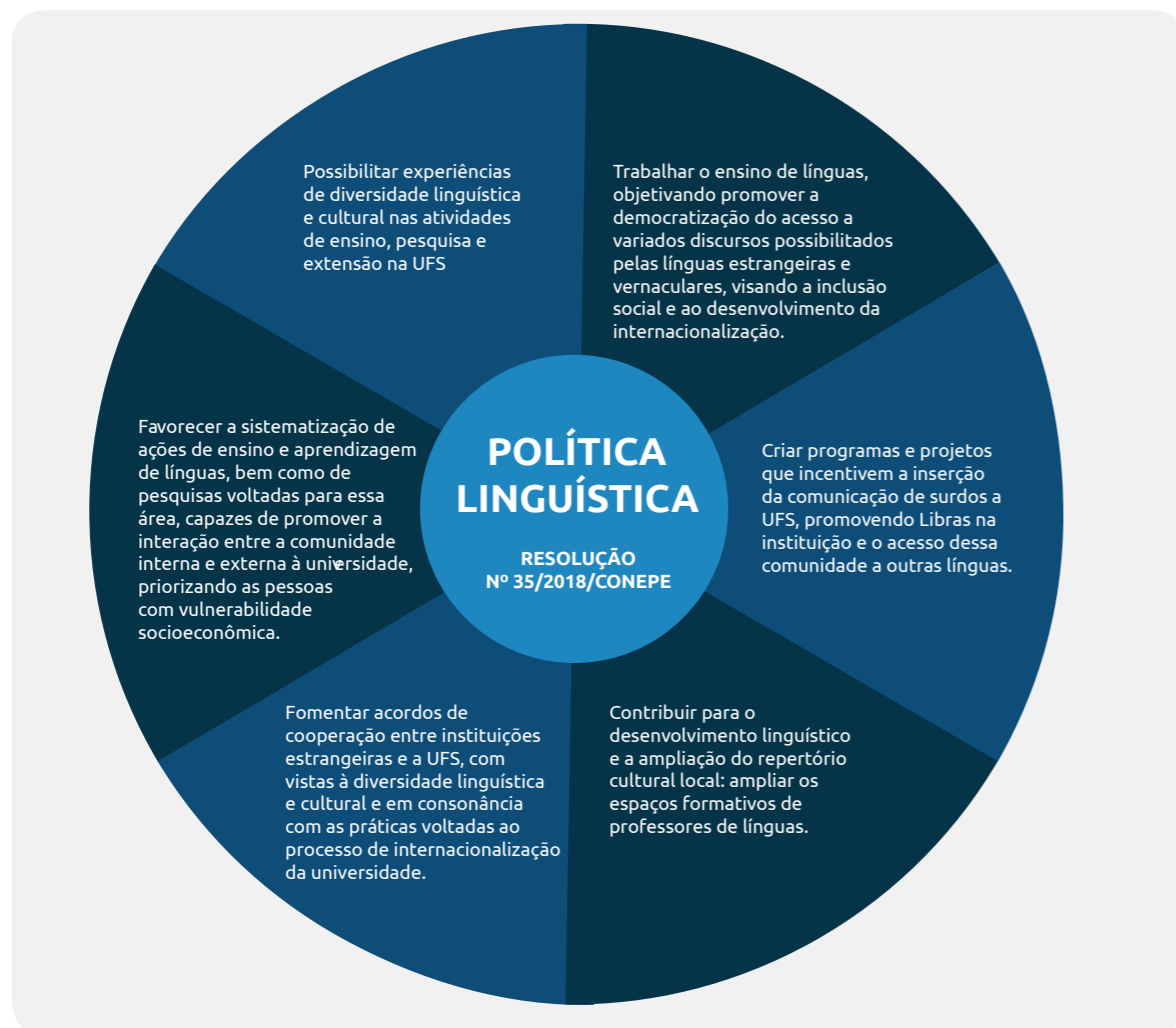 Possibilitar experiências
de diversidade linguística
e cultural nas atividades
de ensino, pesquisa e
extensão na UFS
Trabalhar o ensino de línguas,
objetivando promover a
democratização do acesso a
variados discursos possibilitados
pelas línguas estrangeiras e
vernaculares, visando a inclusão
social e ao desenvolvimento da
internacionalização.
Favorecer a sistematização de
ações de ensino e aprendizagem
de línguas, bem como de
pesquisas voltadas para essa
área, capazes de promover a
interação entre a comunidade
interna e externa à universidade,
priorizando as pessoas
com vulnerabilidade
socioeconômica.
POLÍTICA
LINGUÍSTICA
RESOLUÇÃO
Nº 35/2018/CONEPE
Criar programas e projetos
que incentivem a inserção
da comunicação de surdos a
UFS, promovendo Libras na
instituição e o acesso dessa
comunidade a outras línguas.
Fomentar acordos de
cooperação entre instituições
estrangeiras e a UFS, com
vistas à diversidade linguística
e cultural e em consonância
com as práticas voltadas ao
processo de internacionalização
da universidade.
Contribuir para o
desenvolvimento linguístico
e a ampliação do repertório
cultural local: ampliar os
espaços formativos de
professores de línguas.